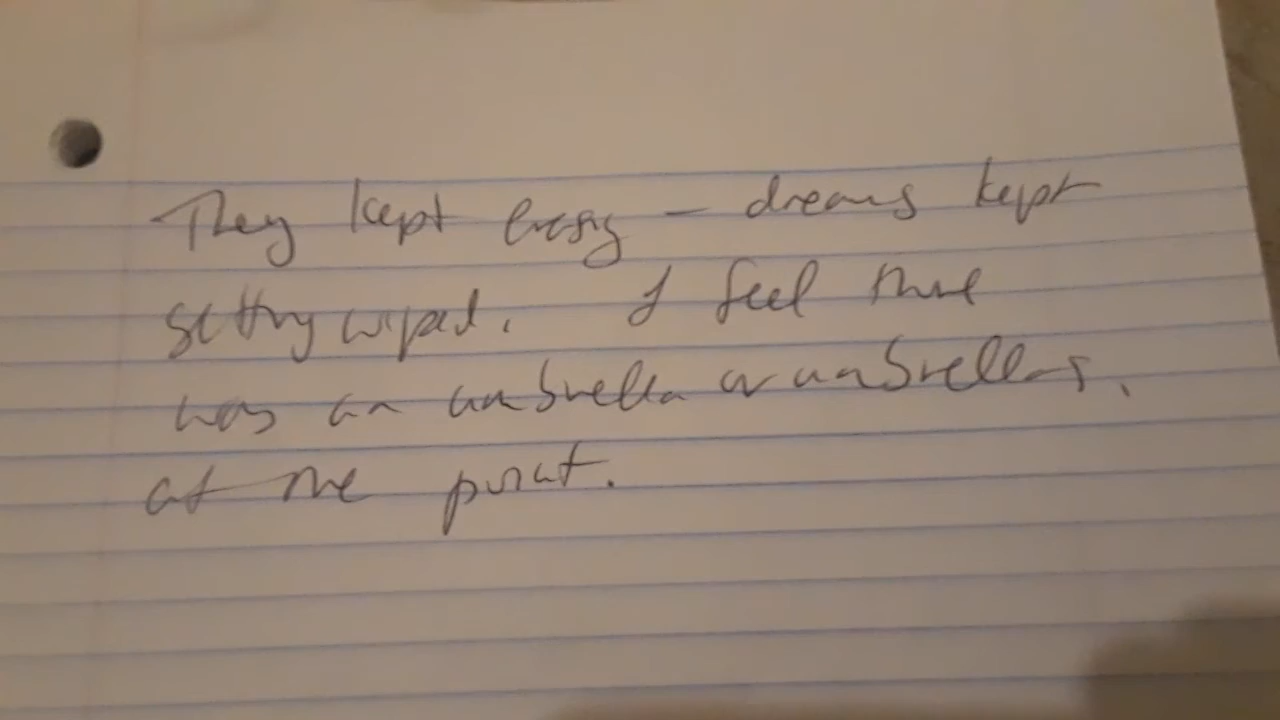 They kept erasing – dreams kept
getting wiped. I feel there
was an umbrella or umbrellas.
at one point.